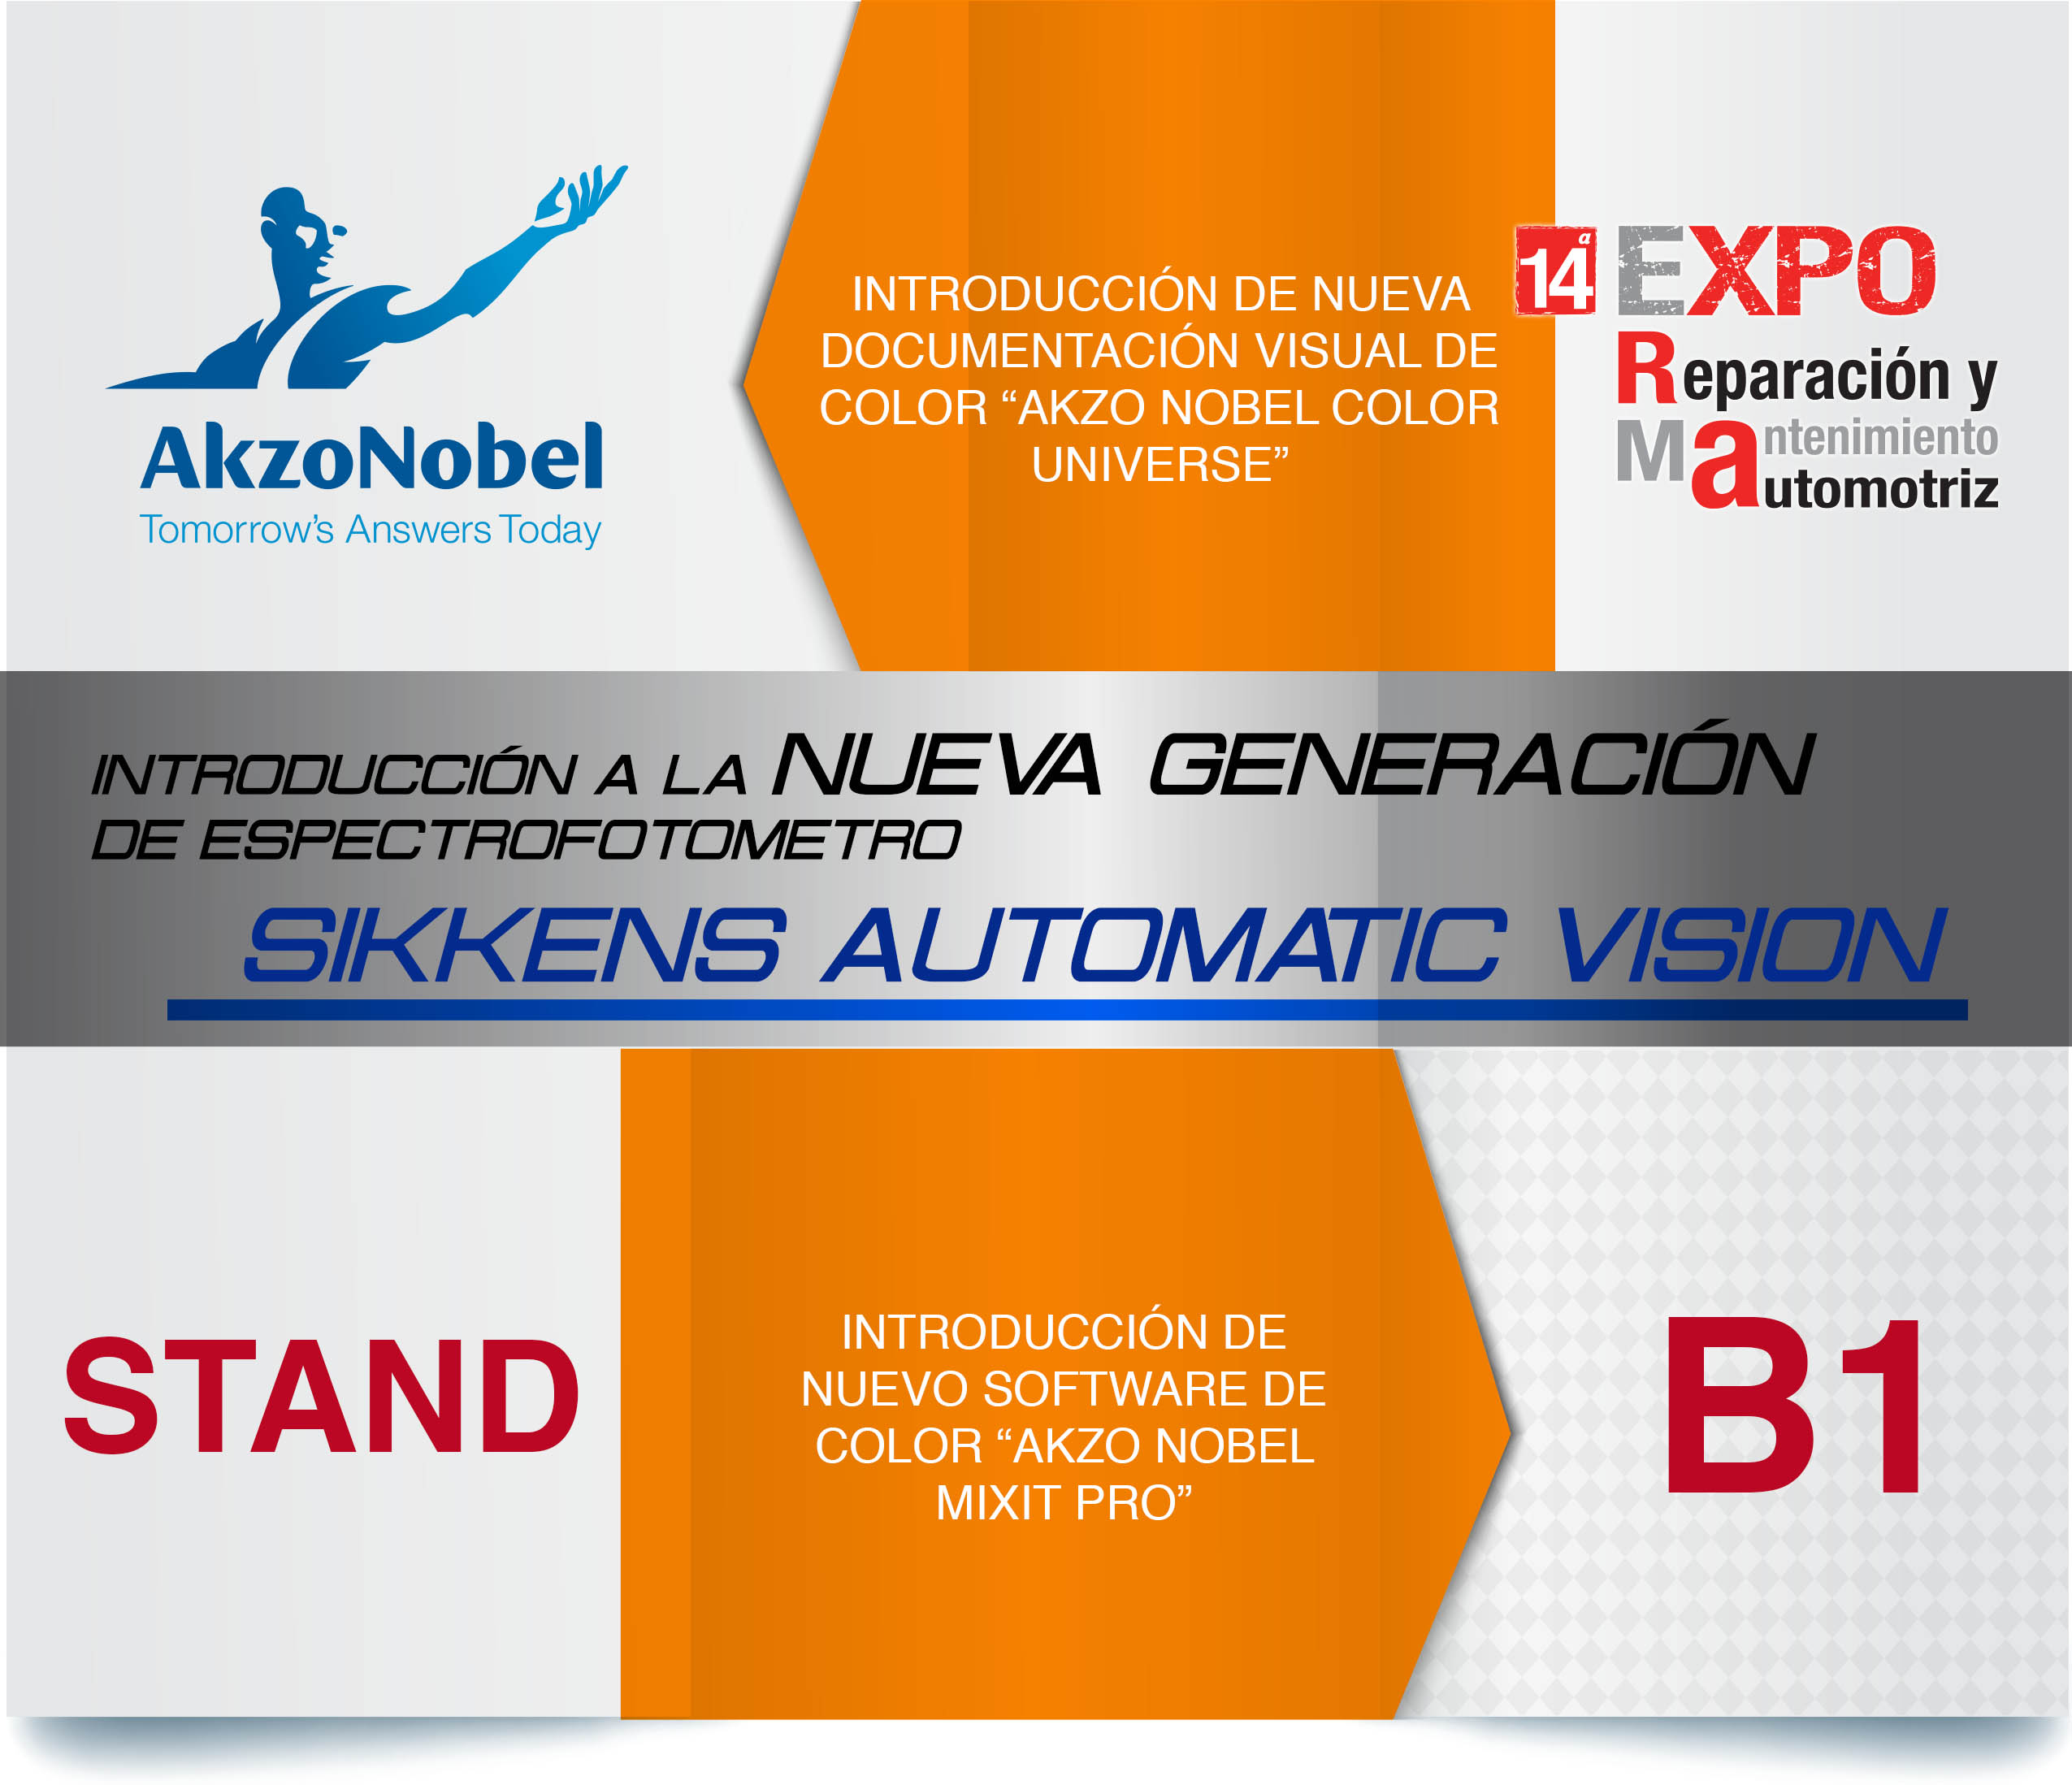 AkzoNobel
Tomorrow's Answers Today
INTRODUCCIÓN DE NUEVA
DOCUMENTACIÓN VISUAL DE
COLOR “AKZO NOBEL COLOR
UNIVERSE”
14ª EXPO
Reparación y
Mantenimiento
automotriz
INTRODUCCIÓN A LA NUEVA GENERACIÓN
DE ESPECTROFOTOMETRO
SIKKENS AUTOMATIC VISION
STAND
INTRODUCCIÓN DE
NUEVO SOFTWARE DE
COLOR “AKZO NOBEL
MIXIT PRO”
B1